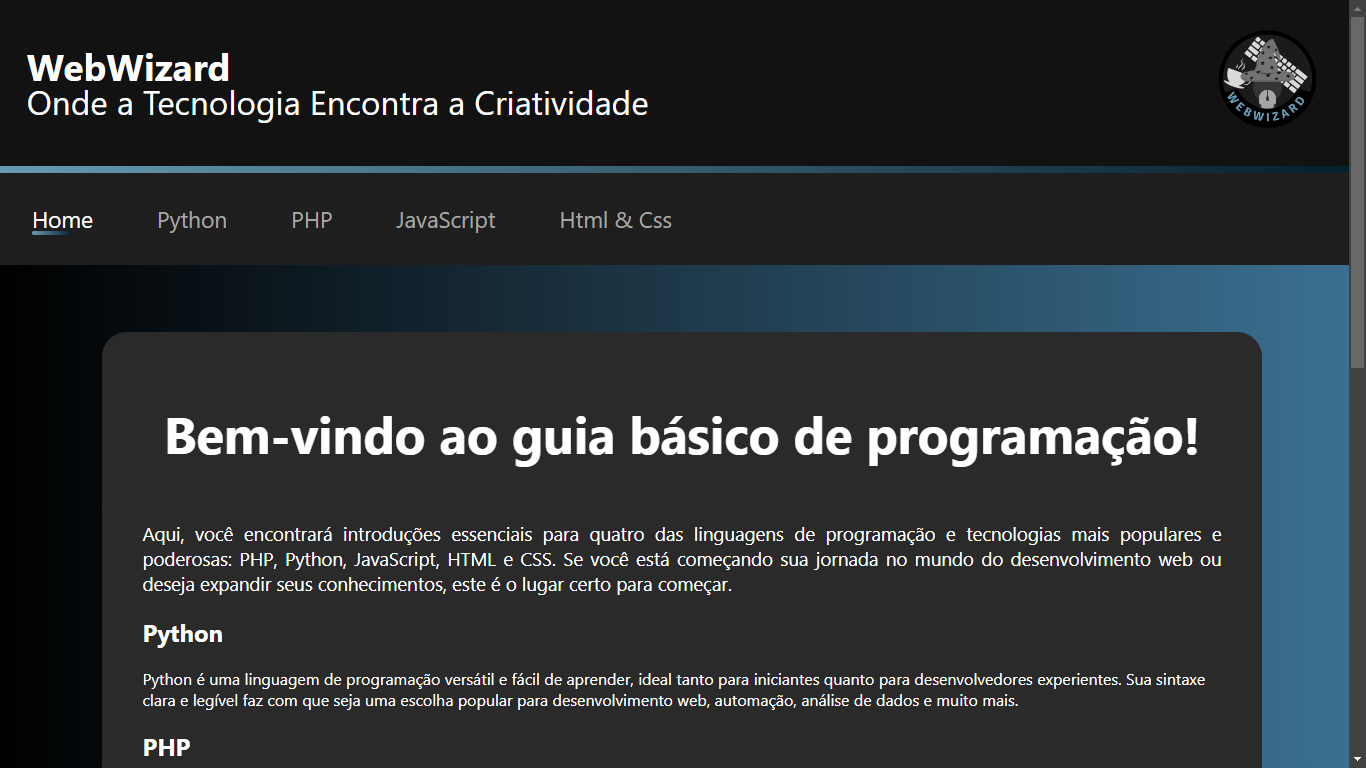 WebWizard
Onde a Tecnologia Encontra a Criatividade
WEBWIZARD
Home Python PHP JavaScript Html & Css
Bem-vindo ao guia básico de programação!
Aqui, você encontrará introduções essenciais para quatro das linguagens de programação e tecnologias mais populares e
poderosas: PHP, Python, JavaScript, HTML e CSS. Se você está começando sua jornada no mundo do desenvolvimento web ou
deseja expandir seus conhecimentos, este é o lugar certo para começar.
Python
Python é uma linguagem de programação versátil e fácil de aprender, ideal tanto para iniciantes quanto para desenvolvedores experientes. Sua sintaxe
clara e legível faz com que seja uma escolha popular para desenvolvimento web, automação, análise de dados e muito mais.
PHP